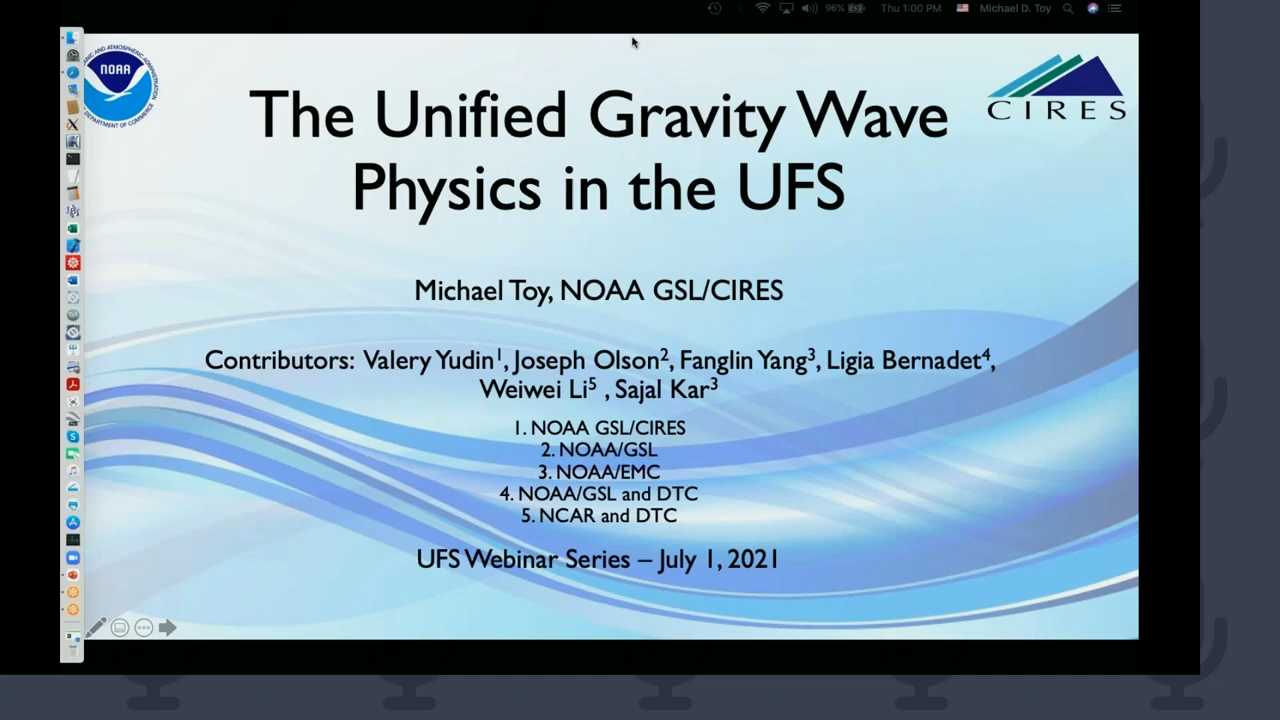 96%
Thu 1:00 PM
Michael D. Toy
NOAA
CIRES
The Unified Gravity Wave
Physics in the UFS
Michael Toy, NOAA GSL/CIRES
Contributors: Valery Yudin1, Joseph Olson2, Fanglin Yang3, Ligia Bernadet4,
Weiwei Li5 , Sajal Kar3
1. NOAA GSL/CIRES
2. NOAA/GSL
3. NOAA/EMC
4. NOAA/GSL and DTC
5. NCAR and DTC
UFS Webinar Series – July 1, 2021